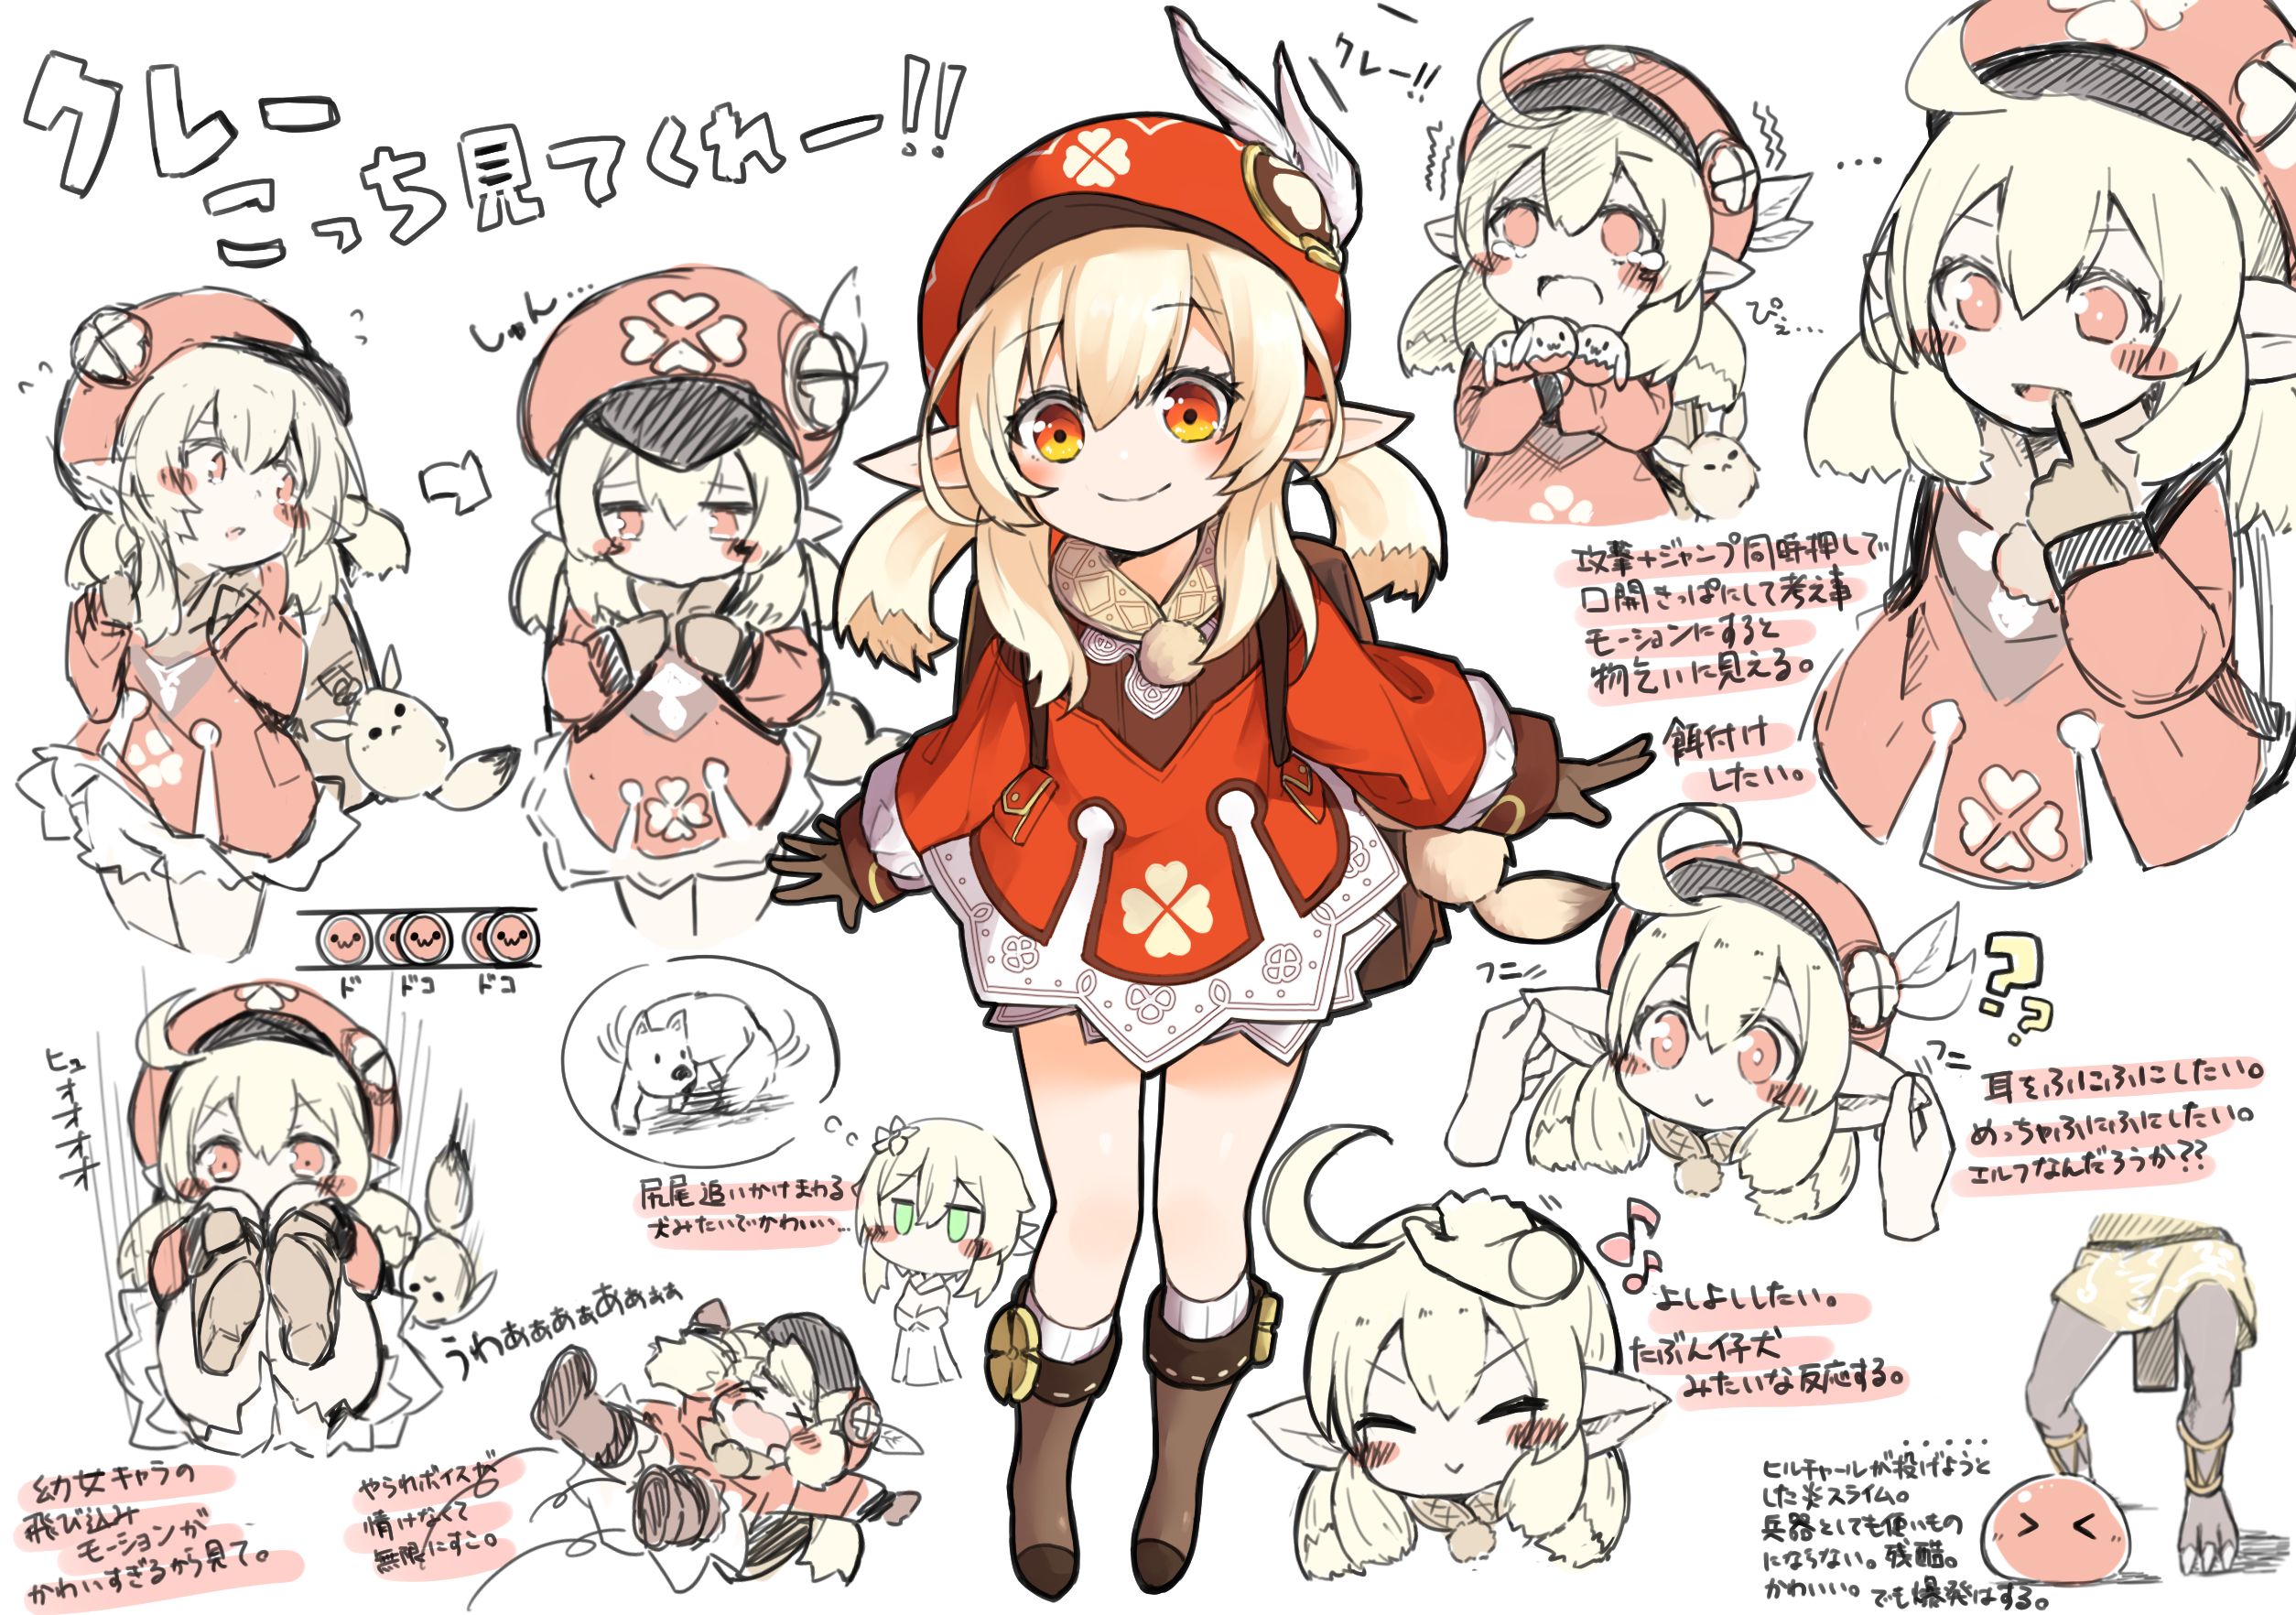 クレー
こっち見てくれー!!
クレー!!
しゅん…
ぴぇ…
…
攻撃+ジャンプ同時押しで
口開きっぱにして考え事
モーションにすると
物乞いに見える。
餌付け
したい。
ド ドコ ドコ
ヒュオオオオ
フニ
フニ
??
耳をふにふにしたい。
めっちゃふにふにしたい。
エルフなんだろうか??
尻尾追いかけまわる
犬みたいでかわいい…
うわぁぁぁぁあぁぁぁ
♪♪
よしよししたい。
たぶん仔犬
みたいな反応する。
幼女キャラの
飛び込み
モーションが
かわいすぎるから見て。
やられボイスが
情けなくて
無限にすこ。
ヒルチャールが投げようと
した炎スライム。
兵器としても使いもの
にならない。残酷。
かわいい。でも爆発はする。